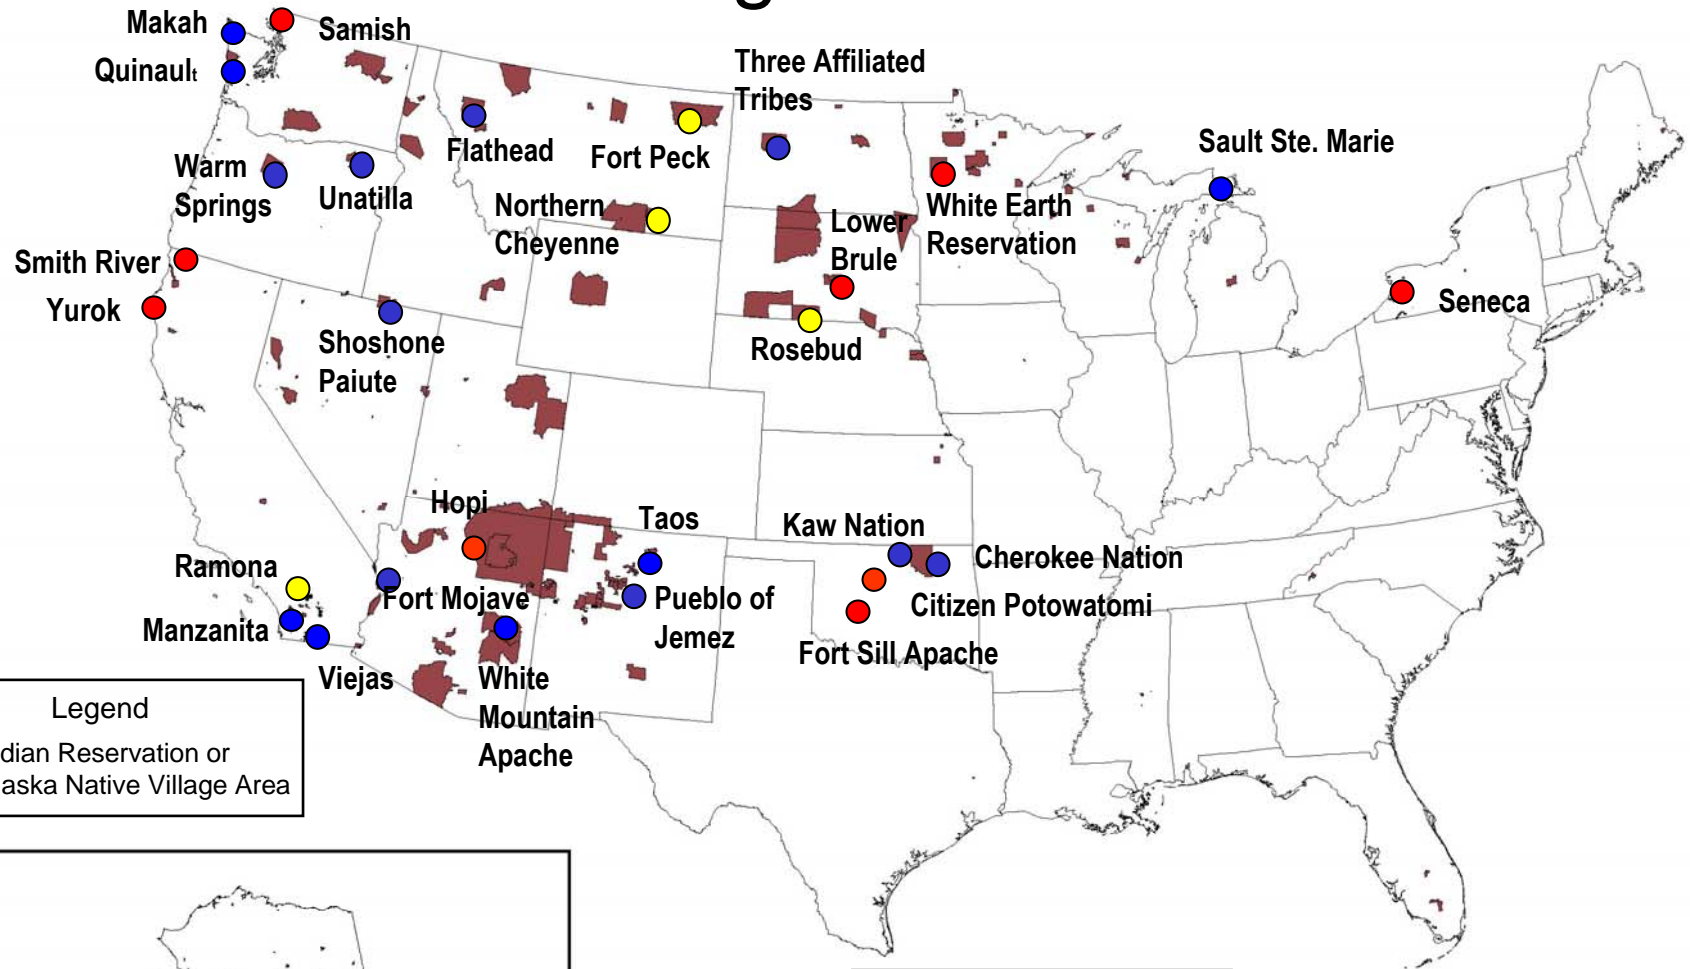 Makah
Samish
Quinault
Three Affiliated
Tribes
Flathead
Fort Peck
Sault Ste. Marie
Warm
Springs
Unatilla
Northern
Cheyenne
Lower
Brule
White Earth
Reservation
Smith River
Yurok
Seneca
Shoshone
Paiute
Rosebud
Hopi
Taos
Kaw Nation
Cherokee Nation
Ramona
Fort Mojave
Pueblo of
Jemez
Citizen Potowatomi
Manzanita
Fort Sill Apache
Viejas
White
Mountain
Apache
Legend
dian Reservation or
aska Native Village Area